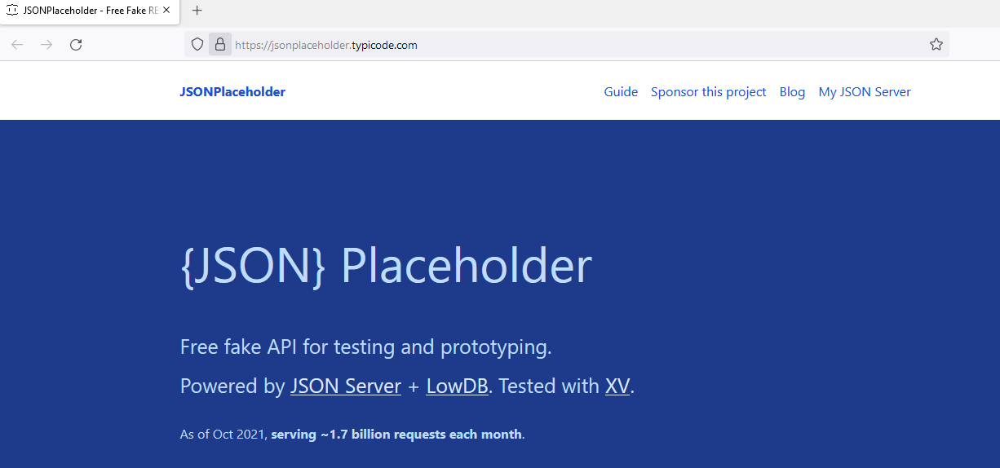 JSONPlaceholder - Free Fake RE
https://jsonplaceholder.typicode.com
JSONPlaceholder
Guide Sponsor this project Blog My JSON Server
{JSON} Placeholder
Free fake API for testing and prototyping.
Powered by JSON Server + LowDB. Tested with XV.
As of Oct 2021, serving ~1.7 billion requests each month.